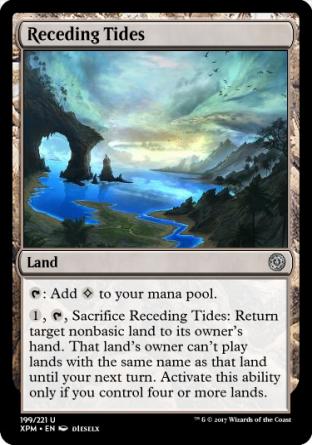 Receding Tides
Land
: Add to your mana pool.
1, , Sacrifice Receding Tides: Return
target nonbasic land to its owner's
hand. That land's owner can't play
lands with the same name as that land
until your next turn. Activate this ability
only if you control four or more lands.
199/221 U
XPM • EN DIESELX
™ & © 2017 Wizards of the Coast